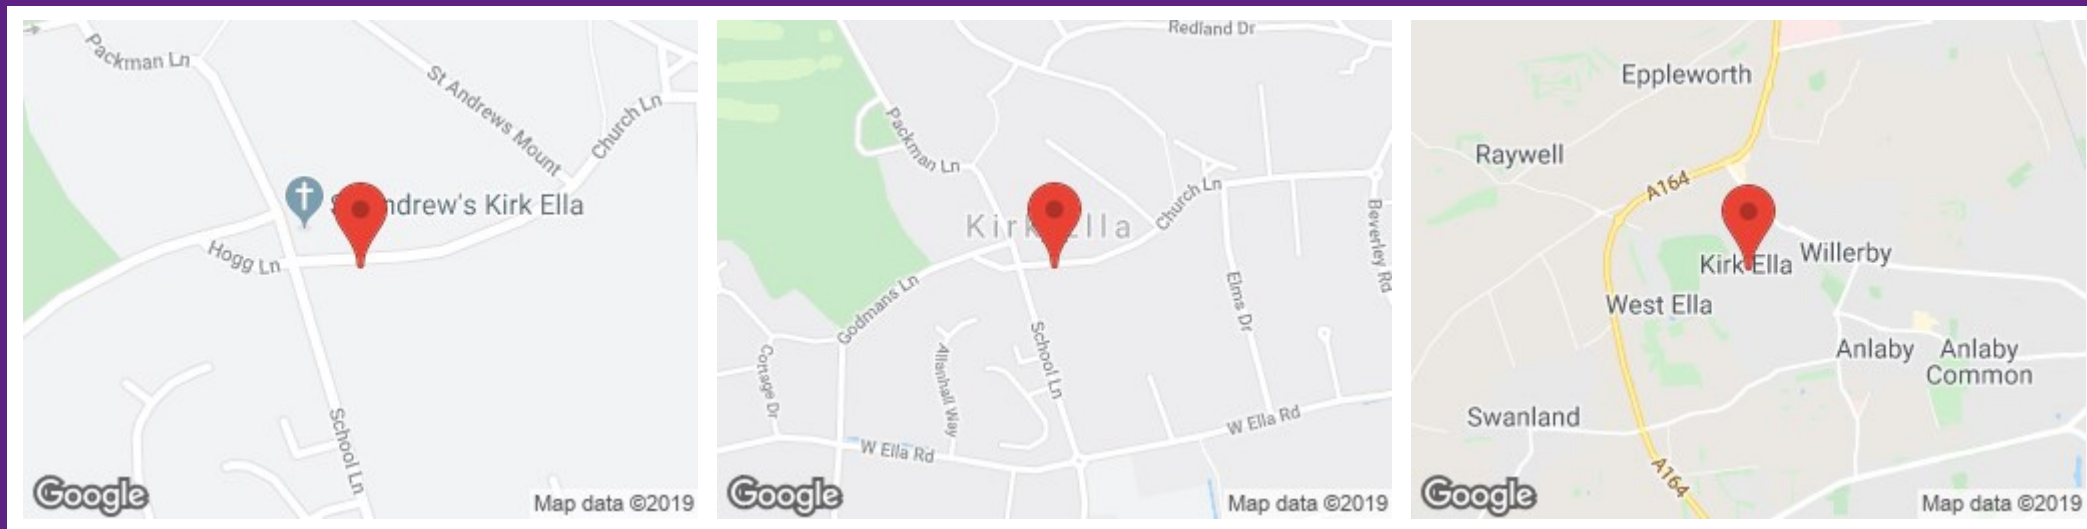 Packman Ln
St Andrews Mount
Church Ln
Andrew's Kirk Ella
Hogg Ln
School Ln
Google
Map data ©2019
Redland Dr
Packman Ln
Church Ln
Kirk Ella
Beverley Rd
Godmans Ln
Elms Dr
Cottage Dr
Allanhall Way
School Ln
W Ella Rd
W Ella Rd
Google
Map data ©2019
Eppleworth
Raywell
A164
Willerby
Kirk Ella
West Ella
Anlaby
Anlaby
Common
Swanland
A164
Google
Map data ©2019